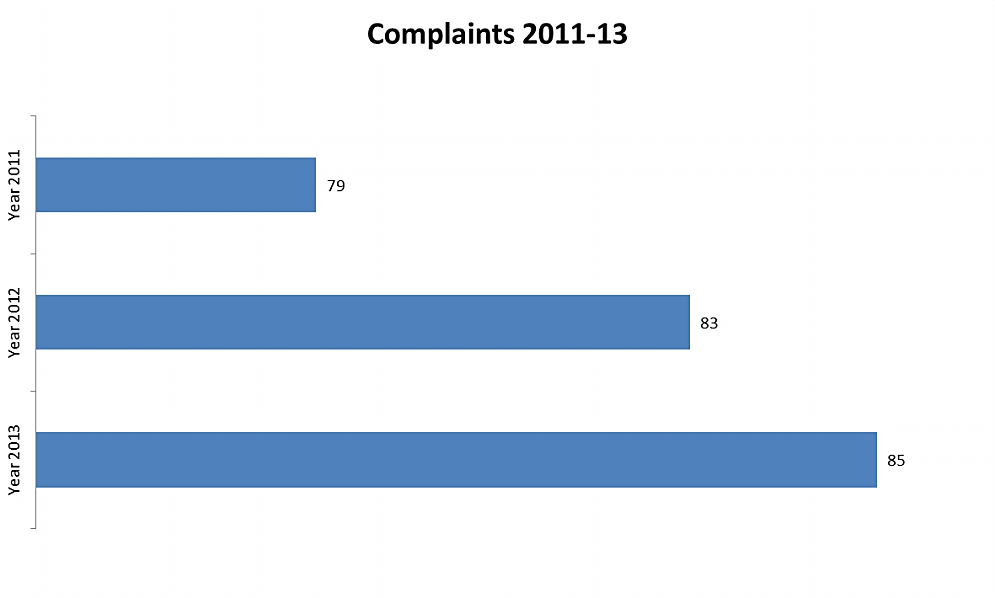 Complaints 2011-13
Year 2011
79
Year 2012
83
Year 2013
85